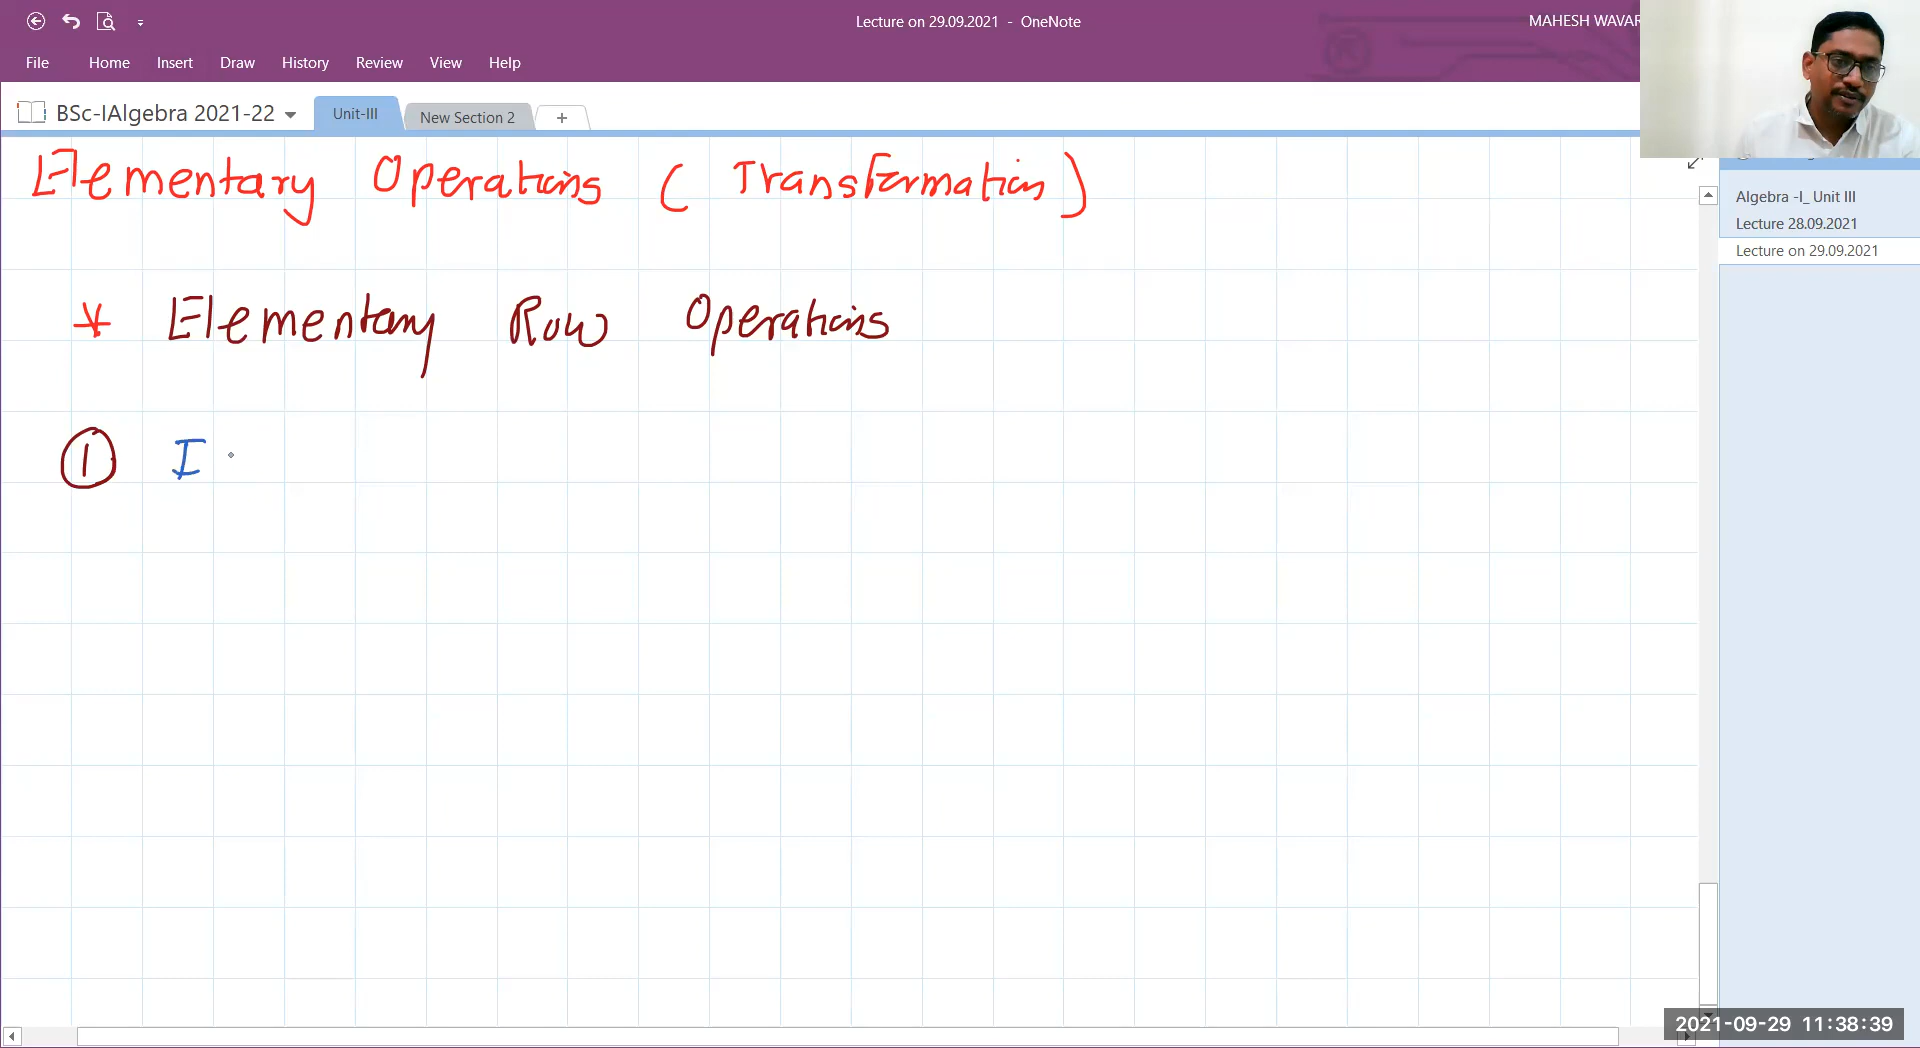 Lecture on 29.09.2021 - OneNote
MAHESH WAVAR
File Home Insert Draw History Review View Help
BSc-IAlgebra 2021-22
Unit-III
New Section 2
+
Elementary Operations ( Transformation )
* Elementary Row Operations
1 I
Algebra -I_ Unit III
Lecture 28.09.2021
Lecture on 29.09.2021
2021-09-29 11:38:39